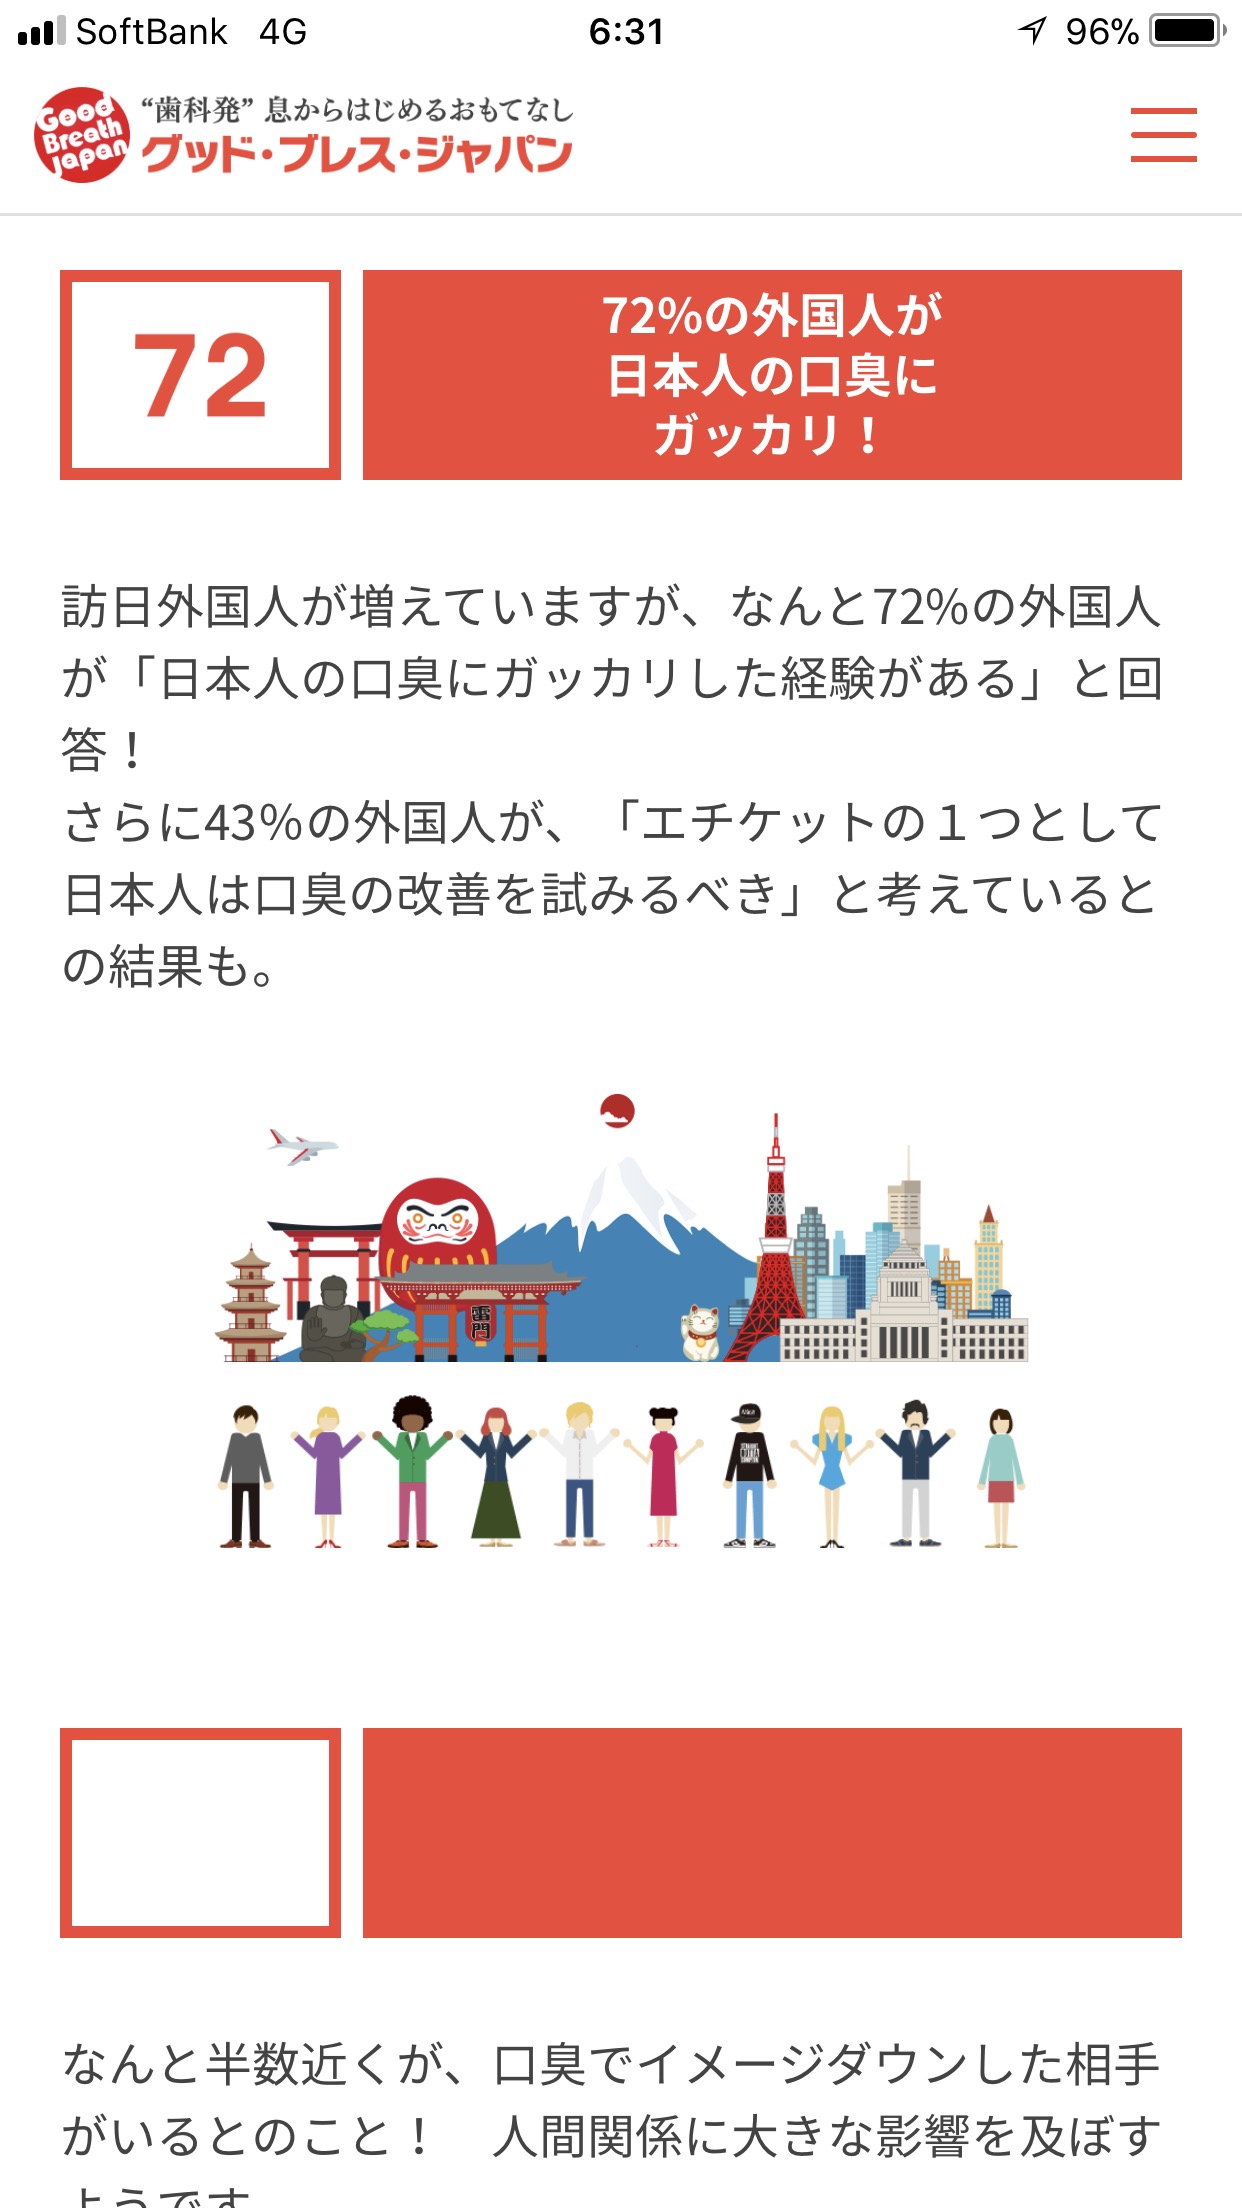 SoftBank 4G 6:31 96%
Good
Breath
Japan
“歯科発” 息からはじめるおもてなし
グッド・ブレス・ジャパン
72
72%の外国人が
日本人の口臭に
ガッカリ！
訪日外国人が増えていますが、なんと72%の外国人
が「日本人の口臭にガッカリした経験がある」と回
答！
さらに43%の外国人が、「エチケットの１つとして
日本人は口臭の改善を試みるべき」と考えていると
の結果も。
雷門
なんと半数近くが、口臭でイメージダウンした相手
がいるとのこと！　人間関係に大きな影響を及ぼす
ようです